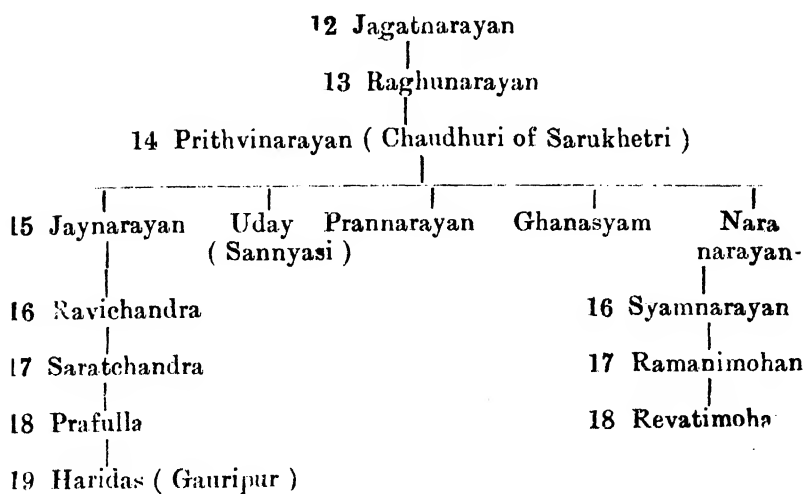 12 Jagatnarayan
13 Raghunarayan
14 Prithvinarayan ( Chaudhuri of Sarukhetri )
15 Jaynarayan Uday Prannarayan Ghanasyam Nara
( Sannyasi ) narayan-
16 Ravichandra 16 Syamnarayan
17 Saratchandra 17 Ramanimohan
18 Prafulla 18 Revatimoha
19 Haridas ( Gauripur )